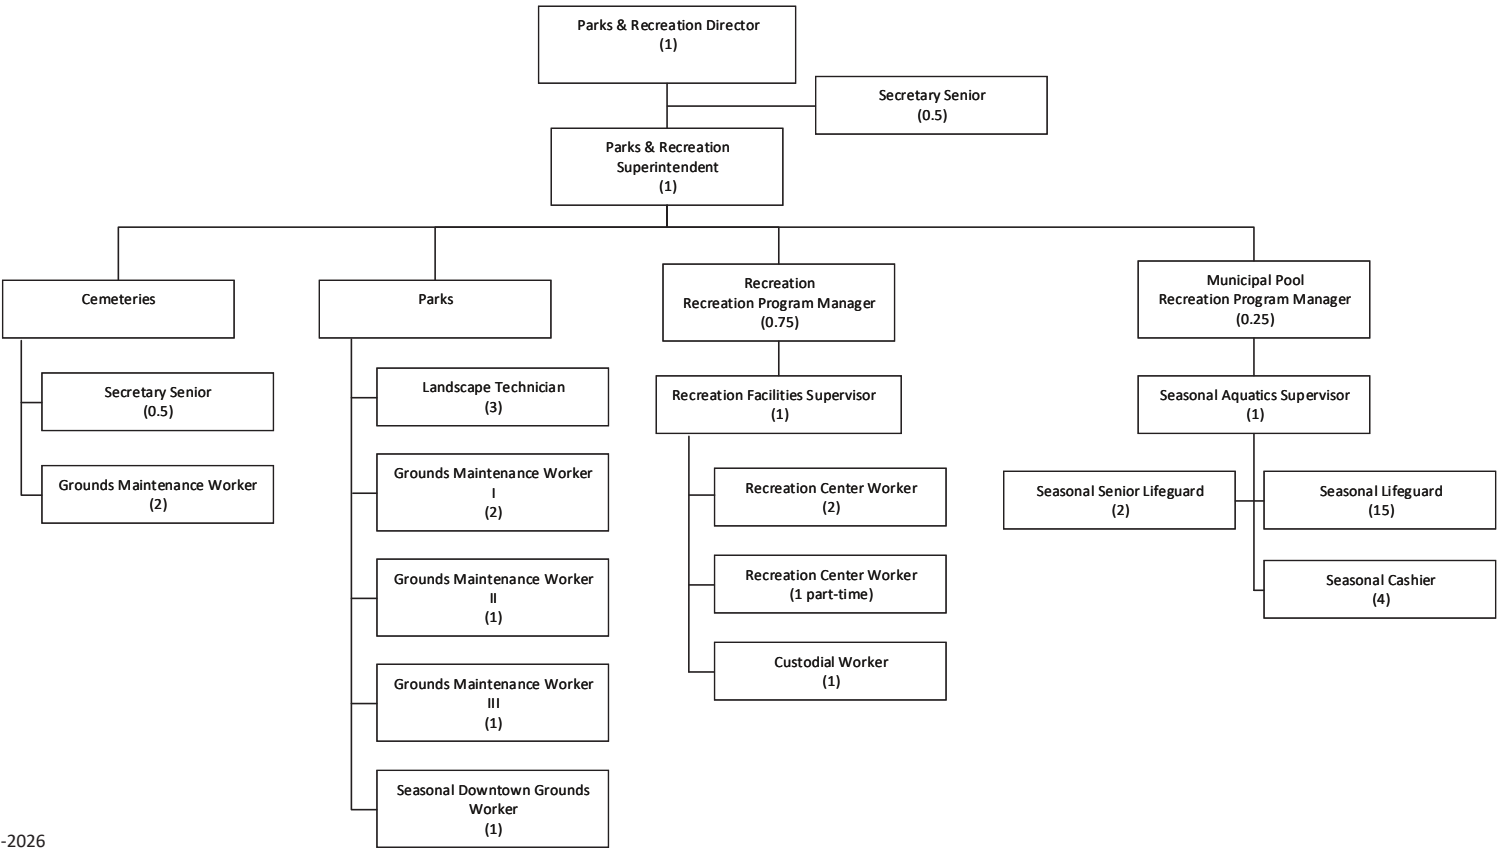 Parks & Recreation Director
(1)
Secretary Senior
(0.5)
Parks & Recreation
Superintendent
(1)
Cemeteries
Secretary Senior
(0.5)
Grounds Maintenance Worker
(2)
Parks
Landscape Technician
(3)
Grounds Maintenance Worker
I
(2)
Grounds Maintenance Worker
II
(1)
Grounds Maintenance Worker
III
(1)
Seasonal Downtown Grounds
Worker
(1)
Recreation
Recreation Program Manager
(0.75)
Recreation Facilities Supervisor
(1)
Recreation Center Worker
(2)
Recreation Center Worker
(1 part-time)
Custodial Worker
(1)
Municipal Pool
Recreation Program Manager
(0.25)
Seasonal Aquatics Supervisor
(1)
Seasonal Senior Lifeguard
(2)
Seasonal Lifeguard
(15)
Seasonal Cashier
(4)
-2026